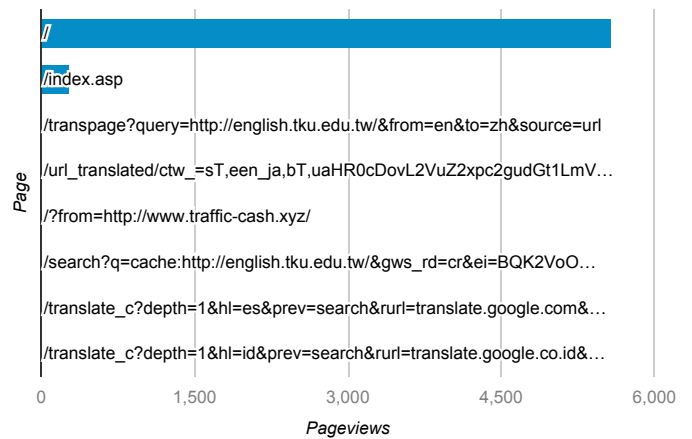 /
/index.asp
/transpage?query=http://english.tku.edu.tw/&from=en&to=zh&source=url
/url_translated/ctw_=sT,een_ja,bT,uaHR0cDovL2VuZ2xpc2gudGt1LmV…
/?from=http://www.traffic-cash.xyz/
/search?q=cache:http://english.tku.edu.tw/&gws_rd=cr&ei=BQK2VoO…
/translate_c?depth=1&hl=es&prev=search&rurl=translate.google.com&…
/translate_c?depth=1&hl=id&prev=search&rurl=translate.google.co.id&…
Page
0 1,500 3,000 4,500 6,000
Pageviews